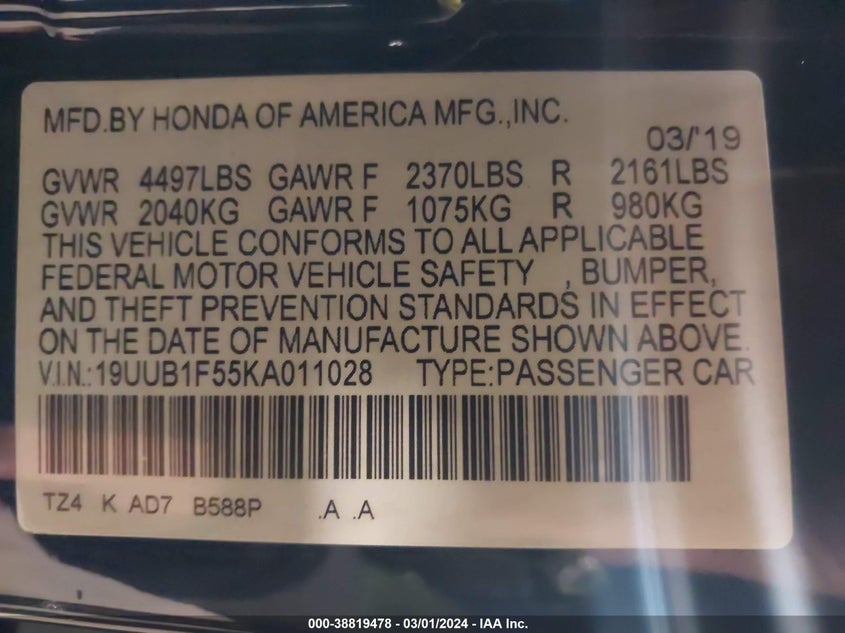 MFD.BY HONDA OF AMERICA MFG.,INC.
03/'19
GVWR 4497LBS GAWR F 2370LBS R 2161LBS
GVWR 2040KG GAWR F 1075KG R 980KG
THIS VEHICLE CONFORMS TO ALL APPLICABLE
FEDERAL MOTOR VEHICLE SAFETY , BUMPER,
AND THEFT PREVENTION STANDARDS IN EFFECT
ON THE DATE OF MANUFACTURE SHOWN ABOVE.
V.I.N.:19UUB1F55KA011028 TYPE:PASSENGER CAR
TZ4 K AD7 B588P .A .A
000-38819478 - 03/01/2024 - IAA Inc.